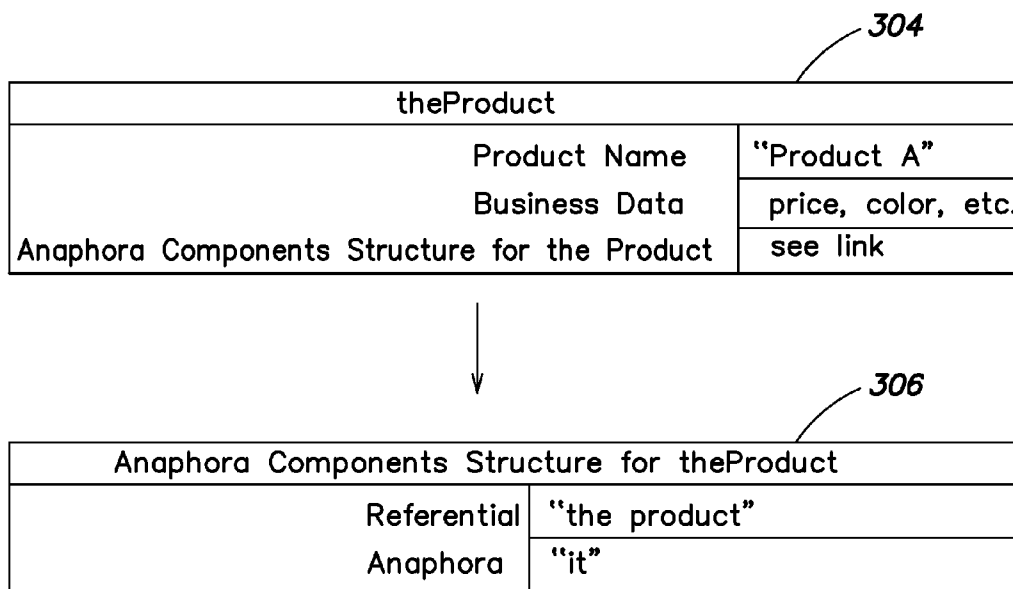 304
theProduct
Product Name “Product A”
Business Data price, color, etc.
Anaphora Components Structure for the Product see link
306
Anaphora Components Structure for theProduct
Referential “the product”
Anaphora “it”